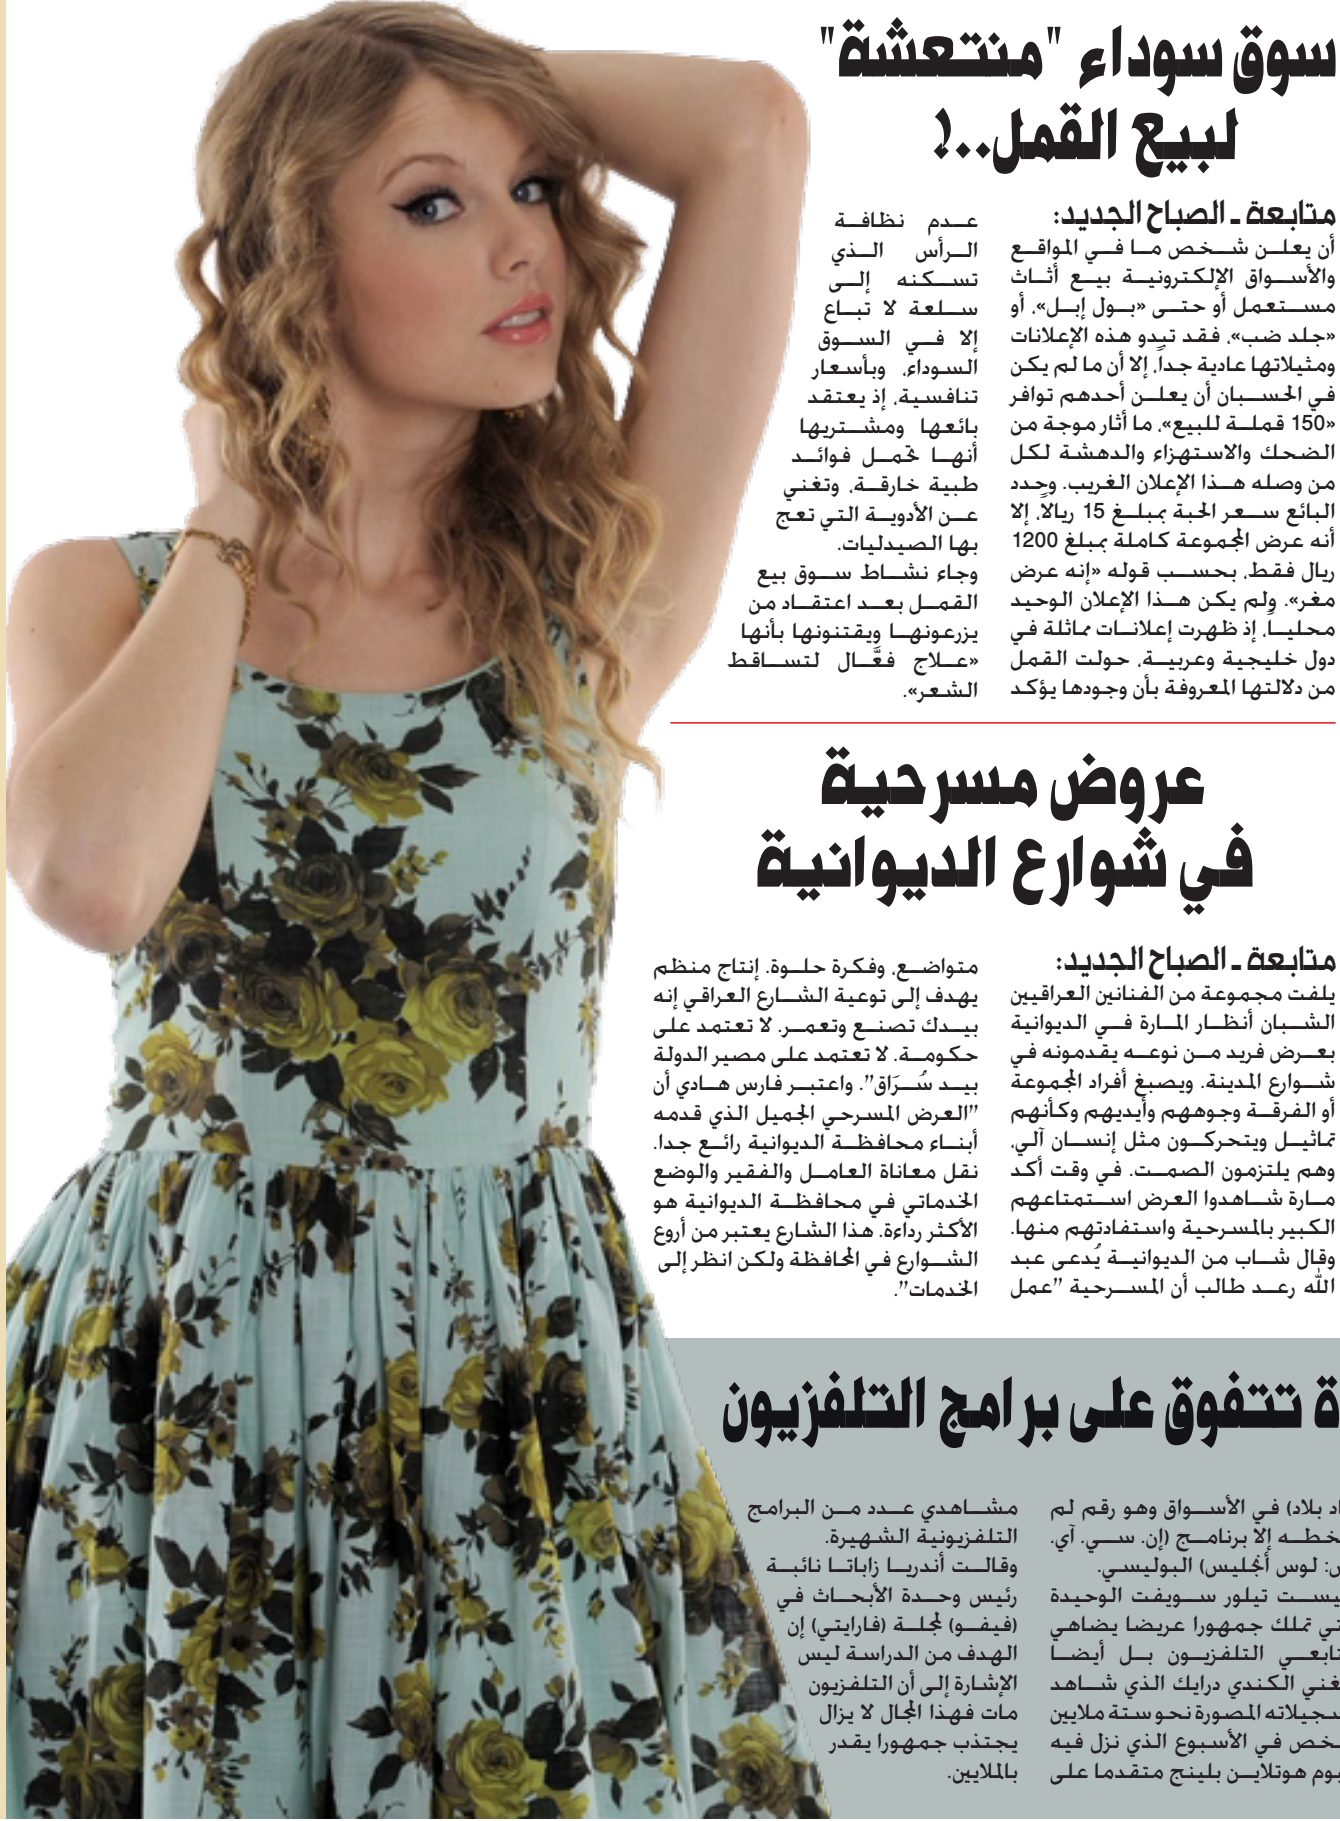 سوق سوداء "منتعشة"
لبيع القمل..!
متابعة ـ الصباح الجديد:
أن يعلن شخص ما في المواقع
والأسواق الإلكترونية بيع أثاث
مستعمل أو حتى «بول إبل»، أو
«جلد ضب»، فقد تبدو هذه الإعلانات
ومثيلاتها عادية جداً، إلا أن ما لم يكن
في الحسبان أن يعلن أحدهم توافر
«150 قملة للبيع»، ما أثار موجة من
الضحك والاستهزاء والدهشة لكل
من وصله هذا الإعلان الغريب. وحدد
البائع سعر الحبة بمبلغ 15 ريالاً، إلا
أنه عرض المجموعة كاملة بمبلغ 1200
ريال فقط، بحسب قوله «إنه عرض
مغر». ولم يكن هذا الإعلان الوحيد
محلياً، إذ ظهرت إعلانات مماثلة في
دول خليجية وعربية، حولت القمل
من دلالتها المعروفة بأن وجودها يؤكد
عدم نظافة
الرأس الذي
تسكنه إلى
سلعة لا تباع
إلا في السوق
السوداء، وبأسعار
تنافسية، إذ يعتقد
بائعها ومشتريها
أنها تحمل فوائد
طبية خارقة، وتغني
عن الأدوية التي تعج
بها الصيدليات.
وجاء نشاط سوق بيع
القمل بعد اعتقاد من
يزرعونها ويقتنونها بأنها
«علاج فعَّال لتساقط
الشعر».
عروض مسرحية
في شوارع الديوانية
متابعة ـ الصباح الجديد:
يلفت مجموعة من الفنانين العراقيين
الشبان أنظار المارة في الديوانية
بعرض فريد من نوعه يقدمونه في
شوارع المدينة. ويصبغ أفراد المجموعة
أو الفرقة وجوههم وأيديهم وكأنهم
تماثيل ويتحركون مثل إنسان آلي،
وهم يلتزمون الصمت. في وقت أكد
مارة شاهدوا العرض استمتاعهم
الكبير بالمسرحية واستفادتهم منها.
وقال شاب من الديوانية يُدعى عبد
الله رعد طالب أن المسرحية "عمل
متواضع، وفكرة حلوة، إنتاج منظم
يهدف إلى توعية الشارع العراقي إنه
بيدك تصنع وتعمر. لا تعتمد على
حكومة. لا تعتمد على مصير الدولة
بيد سُرَاق". واعتبر فارس هادي أن
"العرض المسرحي الجميل الذي قدمه
أبناء محافظة الديوانية رائع جدا.
نقل معاناة العامل والفقير والوضع
الخدماتي في محافظة الديوانية هو
الأكثر رداءة. هذا الشارع يعتبر من أروع
الشوارع في المحافظة ولكن انظر إلى
الخدمات".
ة تتفوق على برامج التلفزيون
اد بلاد) في الأسواق وهو رقم لم
خطه إلا برنامج (إن. سي. آي.
س: لوس أنجليس) البوليسي.
يست تيلور سويفت الوحيدة
تي تملك جمهورا عريضا يضاهي
تابعي التلفزيون بل أيضا
غني الكندي درايك الذي شاهد
سجيلاته المصورة نحو ستة ملايين
خص في الأسبوع الذي نزل فيه
بوم هوتلاين بلينج متقدما على
مشاهدي عدد من البرامج
التلفزيونية الشهيرة.
وقالت أندريا زاباتا نائبة
رئيس وحدة الأبحاث في
(فيفو) لمجلة (فارايتي) إن
الهدف من الدراسة ليس
الإشارة إلى أن التلفزيون
مات فهذا المجال لا يزال
يجتذب جمهورا يقدر
بالملايين.